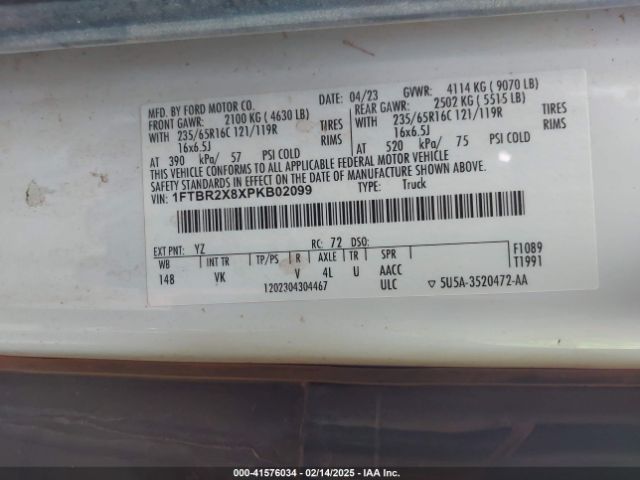 MFD. BY FORD MOTOR CO.
DATE: 04/23 GVWR: 4114 KG ( 9070 LB)
FRONT GAWR: 2100 KG ( 4630 LB) REAR GAWR: 2502 KG ( 5515 LB)
WITH 235/65R16C 121/119R TIRES WITH 235/65R16C 121/119R TIRES
16x6.5J RIMS 16x6.5J RIMS
AT 390 kPa/ 57 PSI COLD AT 520 kPa/ 75 PSI COLD
THIS VEHICLE CONFORMS TO ALL APPLICABLE FEDERAL MOTOR VEHICLE
SAFETY STANDARDS IN EFFECT ON THE DATE OF MANUFACTURE SHOWN ABOVE.
VIN: 1FTBR2X8XPKB02099 TYPE: Truck
EXT PNT: YZ RC: 72 DSO:
WB INT TR TP/PS R AXLE TR SPR F1089
148 VK V 4L U AACC T1991
1202304304467 ULC ▽ 5U5A-3520472-AA
000-41576034 - 02/14/2025 - IAA Inc.